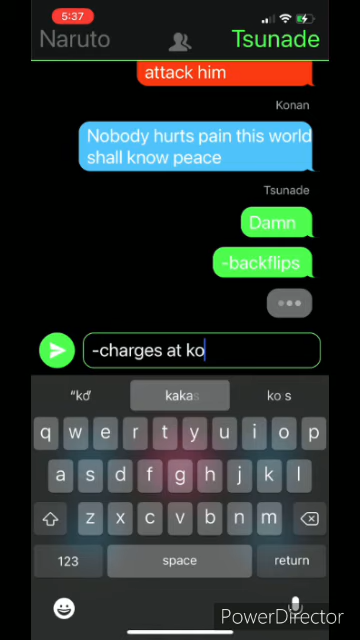 5:37
Naruto
Tsunade
attack him
Konan
Nobody hurts pain this world
shall know peace
Tsunade
Damn
-backflips
-charges at ko
"ko"
kakas
ko s
q w e r t y u i o p
a s d f g h j k l
z x c v b n m
123
space
return
PowerDirector